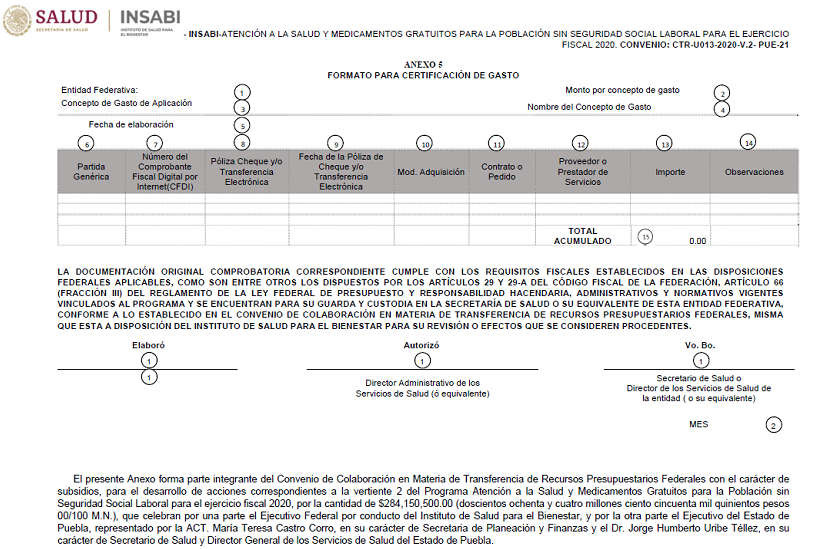 SALUD
SECRETARÍA DE SALUD
INSABI
INSTITUTO DE SALUD PARA
EL BIENESTAR
- INSABI-ATENCIÓN A LA SALUD Y MEDICAMENTOS GRATUITOS PARA LA POBLACIÓN SIN SEGURIDAD SOCIAL LABORAL PARA EL EJERCICIO
FISCAL 2020. CONVENIO: CTR-U013-2020-V.2- PUE-21
ANEXO 5
FORMATO PARA CERTIFICACIÓN DE GASTO
Entidad Federativa: 1 Monto por concepto de gasto 2
Concepto de Gasto de Aplicación 3 Nombre del Concepto de Gasto 4
Fecha de elaboración 5
6 7 8 9 10 11 12 13 14
Partida Genérica
Número del Comprobante Fiscal Digital por Internet(CFDI)
Póliza Cheque y/o Transferencia Electrónica
Fecha de la Póliza de Cheque y/o Transferencia Electrónica
Mod. Adquisición
Contrato o Pedido
Proveedor o Prestador de Servicios
Importe
Observaciones
TOTAL ACUMULADO 15 0.00
LA DOCUMENTACIÓN ORIGINAL COMPROBATORIA CORRESPONDIENTE CUMPLE CON LOS REQUISITOS FISCALES ESTABLECIDOS EN LAS DISPOSICIONES
FEDERALES APLICABLES, COMO SON ENTRE OTROS LOS DISPUESTOS POR LOS ARTÍCULOS 29 Y 29-A DEL CÓDIGO FISCAL DE LA FEDERACIÓN, ARTÍCULO 66
(FRACCIÓN III) DEL REGLAMENTO DE LA LEY FEDERAL DE PRESUPUESTO Y RESPONSABILIDAD HACENDARIA, ADMINISTRATIVOS Y NORMATIVOS VIGENTES
VINCULADOS AL PROGRAMA Y SE ENCUENTRAN PARA SU GUARDA Y CUSTODIA EN LA SECRETARÍA DE SALUD O SU EQUIVALENTE DE ESTA ENTIDAD FEDERATIVA,
CONFORME A LO ESTABLECIDO EN EL CONVENIO DE COLABORACIÓN EN MATERIA DE TRANSFERENCIA DE RECURSOS PRESUPUESTARIOS FEDERALES, MISMA
QUE ESTA A DISPOSICIÓN DEL INSTITUTO DE SALUD PARA EL BIENESTAR PARA SU REVISIÓN O EFECTOS QUE SE CONSIDEREN PROCEDENTES.
Elaboró Autorizó Vo. Bo.
1 1 1
1
Director Administrativo de los
Servicios de Salud (ó equivalente)
Secretario de Salud o
Director de los Servicios de Salud de
la entidad ( o su equivalente)
MES 2
El presente Anexo forma parte integrante del Convenio de Colaboración en Materia de Transferencia de Recursos Presupuestarios Federales con el carácter de
subsidios, para el desarrollo de acciones correspondientes a la vertiente 2 del Programa Atención a la Salud y Medicamentos Gratuitos para la Población sin
Seguridad Social Laboral para el ejercicio fiscal 2020, por la cantidad de $284,150,500.00 (doscientos ochenta y cuatro millones ciento cincuenta mil quinientos pesos
00/100 M.N.), que celebran por una parte el Ejecutivo Federal por conducto del Instituto de Salud para el Bienestar, y por la otra parte el Ejecutivo del Estado de
Puebla, representado por la ACT. María Teresa Castro Corro, en su carácter de Secretaria de Planeación y Finanzas y el Dr. Jorge Humberto Uribe Téllez, en su
carácter de Secretario de Salud y Director General de los Servicios de Salud del Estado de Puebla.